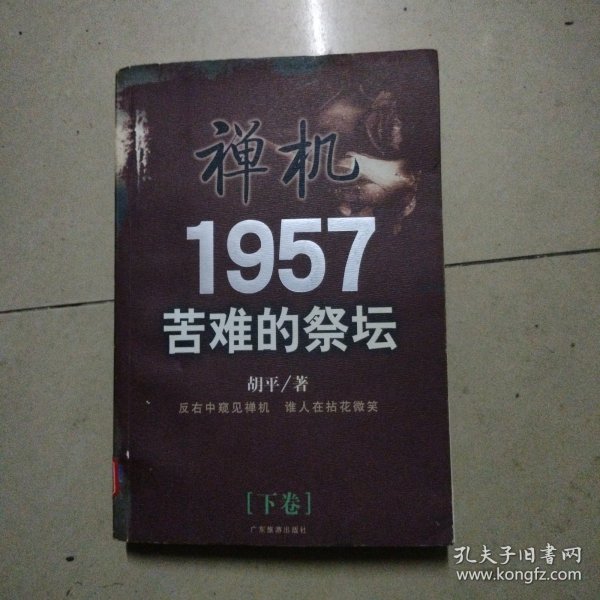 禅机
1957
苦难的祭坛
胡平/著
反右中窥见禅机 谁人在拈花微笑
[下卷]
广东旅游出版社
孔夫子旧书网
www.kongfz.com